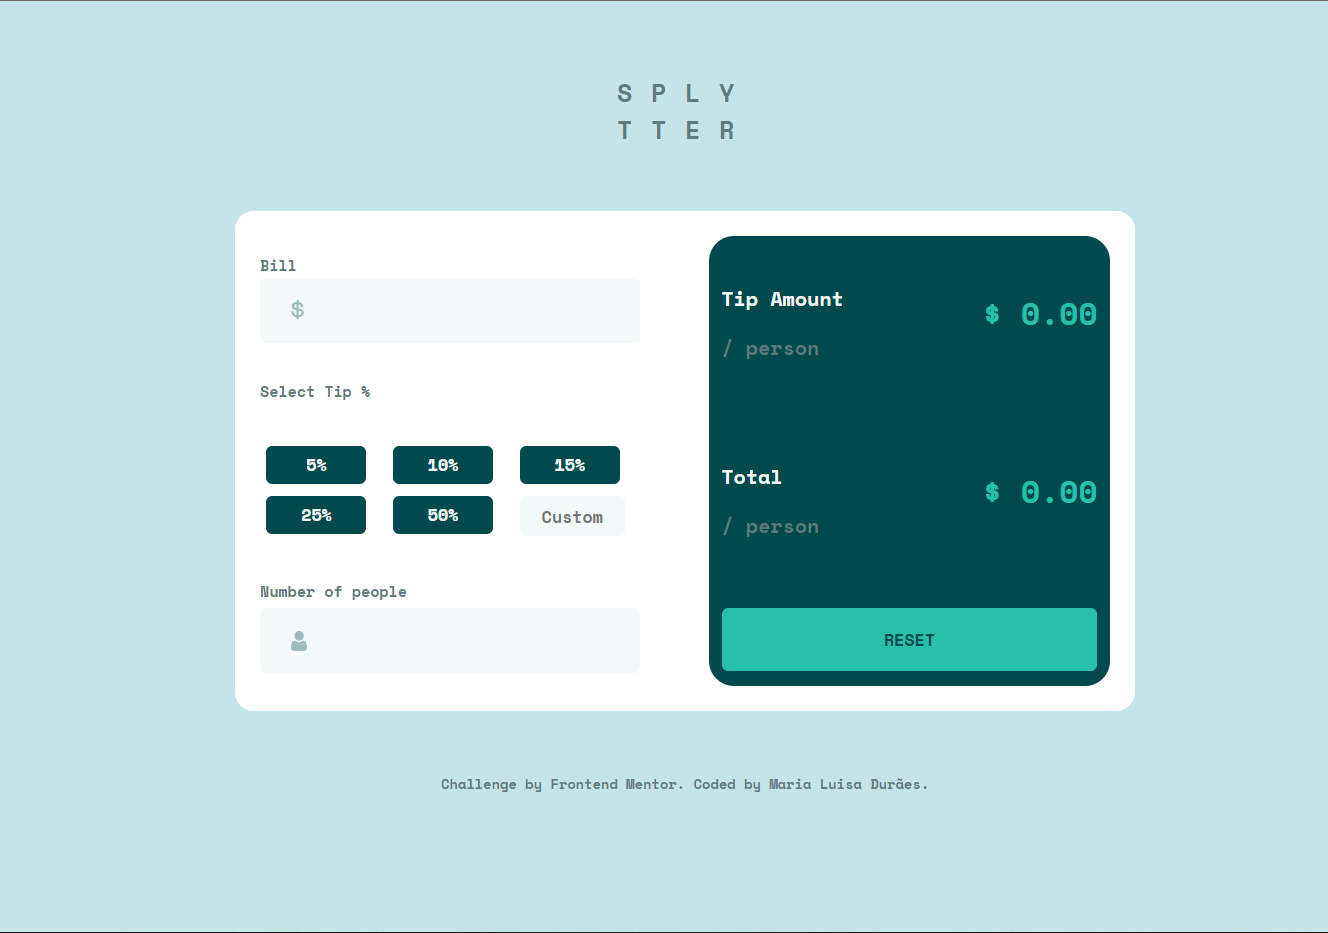 S P L Y
T T E R
Bill
$
Select Tip %
5% 10% 15%
25% 50% Custom
Number of people
Tip Amount
/ person
$ 0.00
Total
/ person
$ 0.00
RESET
Challenge by Frontend Mentor. Coded by Maria Luisa Durães.